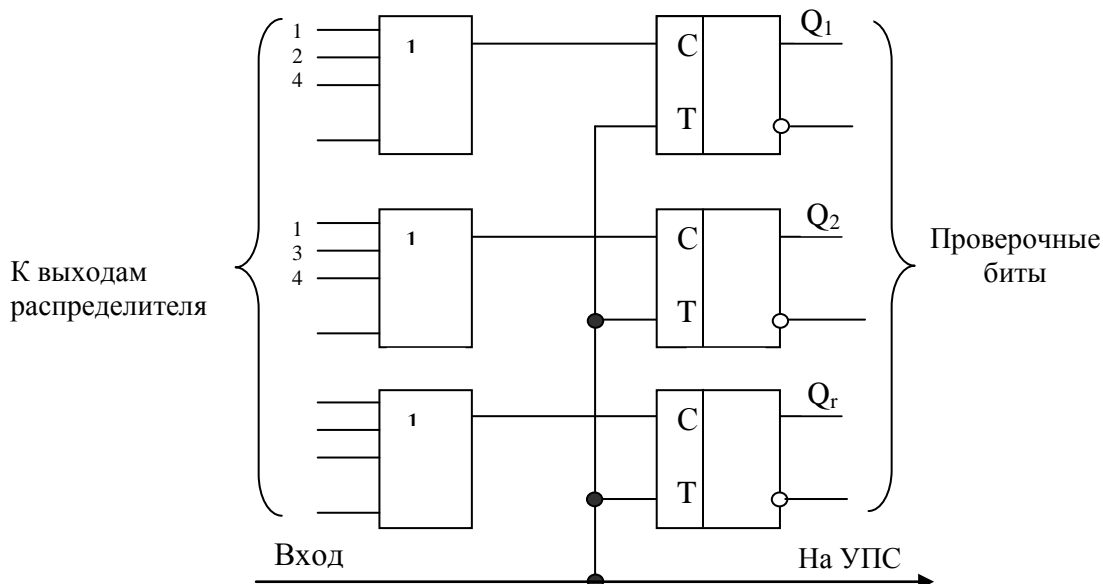 1
2
4
1
C
T
Q1
1
3
4
1
C
T
Q2
К выходам
распределителя
Проверочные
биты
1
C
T
Qr
Вход
На УПС